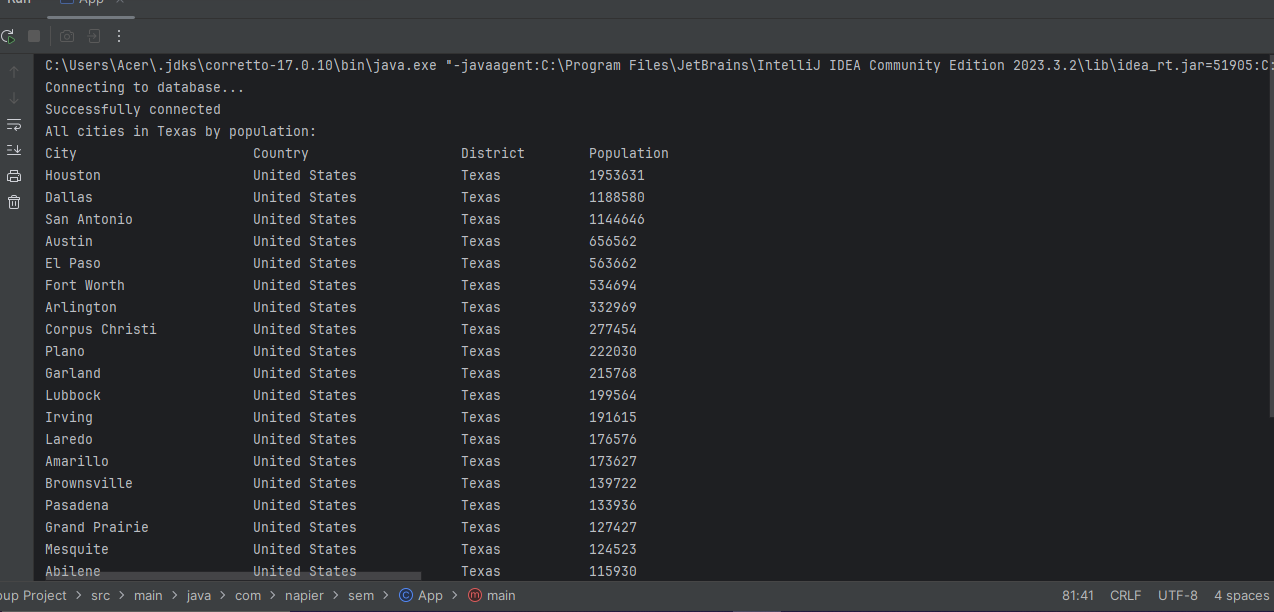 Run App
C:\Users\Acer\.jdks\corretto-17.0.10\bin\java.exe "-javaagent:C:\Program Files\JetBrains\IntelliJ IDEA Community Edition 2023.3.2\lib\idea_rt.jar=51905:C:
Connecting to database...
Successfully connected
All cities in Texas by population:
City Country District Population
Houston United States Texas 1953631
Dallas United States Texas 1188580
San Antonio United States Texas 1144646
Austin United States Texas 656562
El Paso United States Texas 563662
Fort Worth United States Texas 534694
Arlington United States Texas 332969
Corpus Christi United States Texas 277454
Plano United States Texas 222030
Garland United States Texas 215768
Lubbock United States Texas 199564
Irving United States Texas 191615
Laredo United States Texas 176576
Amarillo United States Texas 173627
Brownsville United States Texas 139722
Pasadena United States Texas 133936
Grand Prairie United States Texas 127427
Mesquite United States Texas 124523
Abilene United States Texas 115930
oup Project > src > main > java > com > napier > sem > App > main 81:41 CRLF UTF-8 4 spaces